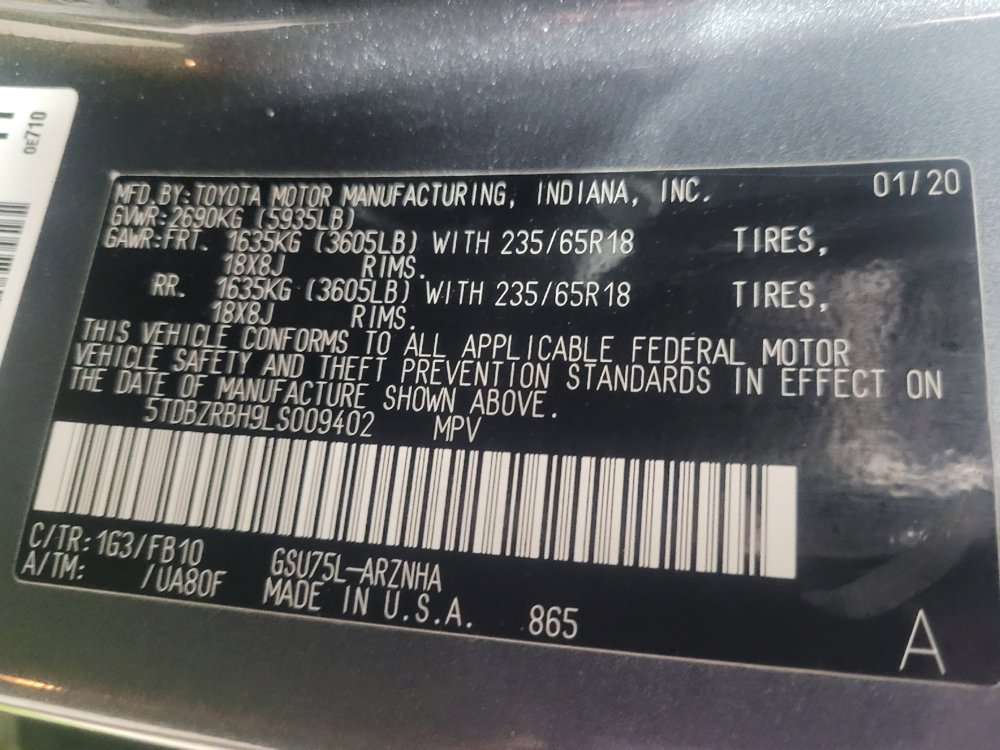 0E710
MFD.BY:TOYOTA MOTOR MANUFACTURING, INDIANA, INC. 01/20
GVWR:2690KG (5935LB)
GAWR:FRT. 1635KG (3605LB) WITH 235/65R18 TIRES,
18X8J RIMS.
RR. 1635KG (3605LB) WITH 235/65R18 TIRES,
18X8J RIMS.
THIS VEHICLE CONFORMS TO ALL APPLICABLE FEDERAL MOTOR
VEHICLE SAFETY AND THEFT PREVENTION STANDARDS IN EFFECT ON
THE DATE OF MANUFACTURE SHOWN ABOVE.
5TDBZRBH9LS009402 MPV
C/TR:1G3/FB10 GSU75L-ARZNHA
A/TM: /UA80F MADE IN U.S.A. 865
A